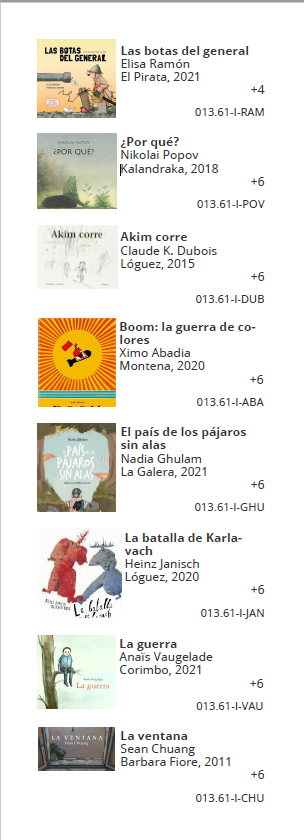 LAS BOTAS
DEL GENERAL
Las botas del general
Elisa Ramón
El Pirata, 2021
+4
013.61-I-RAM
NIKOLAI POPOV
¿POR QUÉ?
¿Por qué?
Nikolai Popov
Kalandraka, 2018
+6
013.61-I-POV
Akim corre
Akim corre
Claude K. Dubois
Lóguez, 2015
+6
013.61-I-DUB
Boom: la guerra de co-
lores
Ximo Abadia
Montena, 2020
+6
013.61-I-ABA
EL PAÍS
DE LOS
PÁJAROS
SIN ALAS
El país de los pájaros
sin alas
Nadia Ghulam
La Galera, 2021
+6
013.61-I-GHU
La batalla
La batalla de Karla-
vach
Heinz Janisch
Lóguez, 2020
+6
013.61-I-JAN
La guerra
La guerra
Anaïs Vaugelade
Corimbo, 2021
+6
013.61-I-VAU
LA VENTANA
Sean Chuang
La ventana
Sean Chuang
Barbara Fiore, 2011
+6
013.61-I-CHU